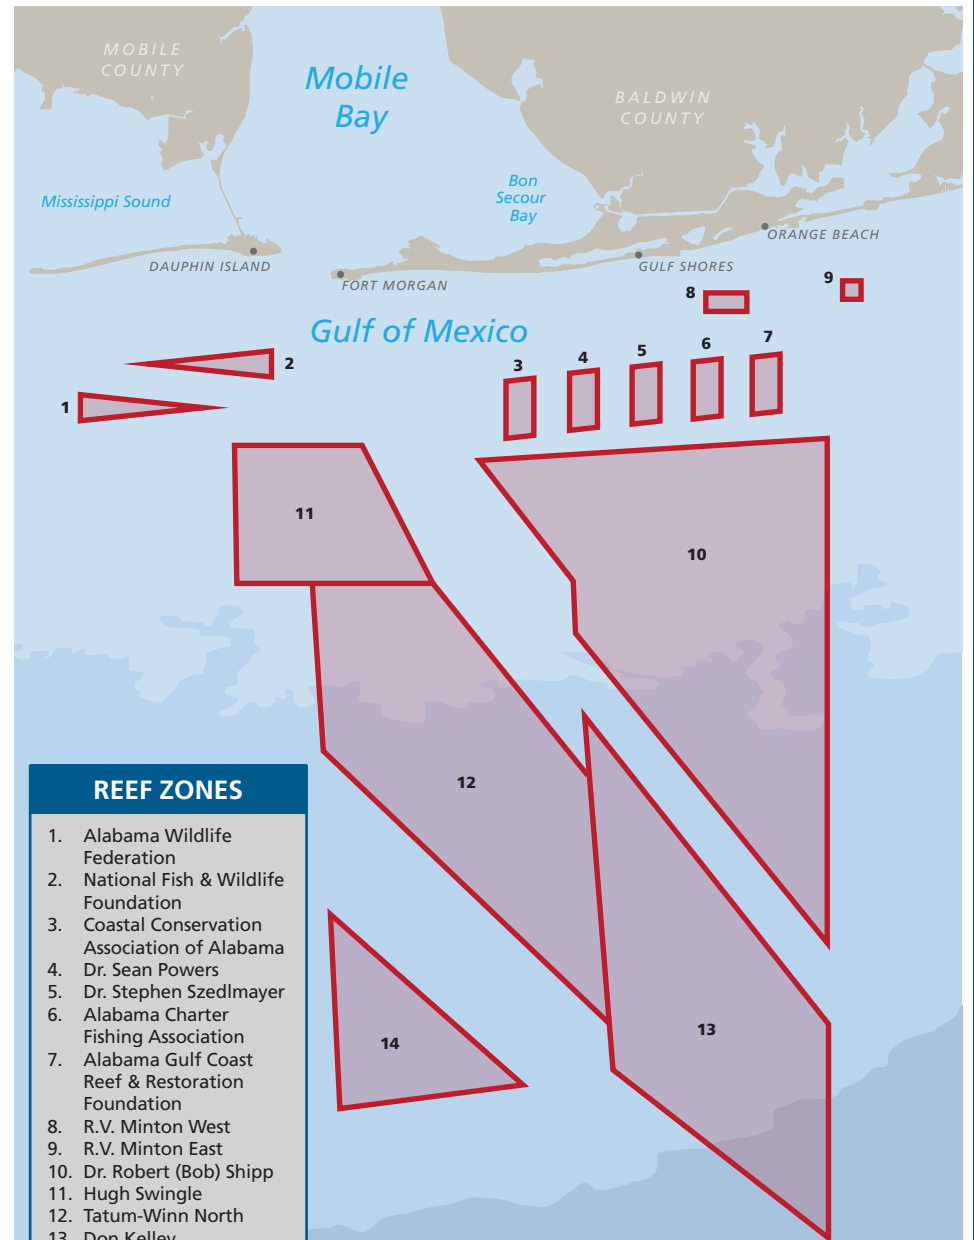 MOBILE
COUNTY
Mobile
Bay
BALDWIN
COUNTY
Mississippi Sound
Bon
Secour
Bay
ORANGE BEACH
DAUPHIN ISLAND
GULF SHORES
FORT MORGAN
9
8
Gulf of Mexico
7
6
5
4
3
2
1
11
10
12
13
14
REEF ZONES
1. Alabama Wildlife
Federation
2. National Fish & Wildlife
Foundation
3. Coastal Conservation
Association of Alabama
4. Dr. Sean Powers
5. Dr. Stephen Szedlmayer
6. Alabama Charter
Fishing Association
7. Alabama Gulf Coast
Reef & Restoration
Foundation
8. R.V. Minton West
9. R.V. Minton East
10. Dr. Robert (Bob) Shipp
11. Hugh Swingle
12. Tatum-Winn North
13. Don Kelley